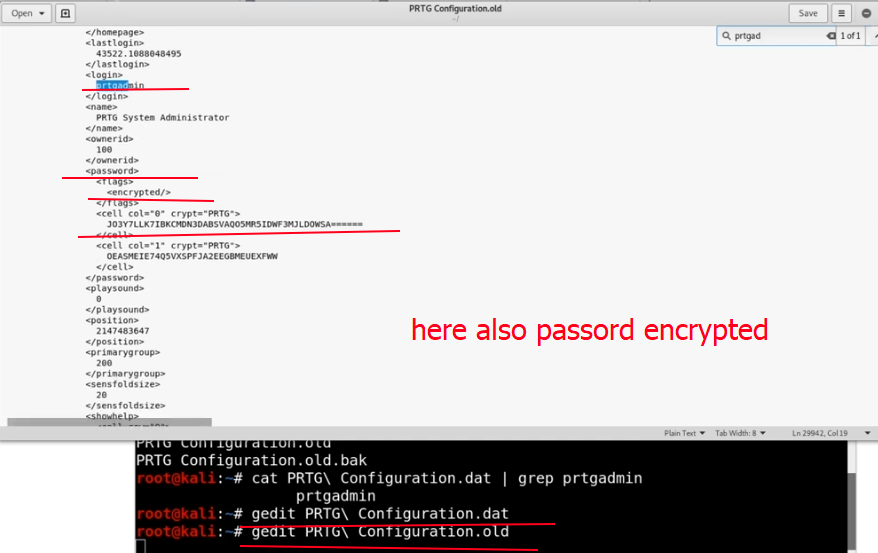 Open
PRTG Configuration.old
~/
Save
prtgad
1 of 1
</homepage>
<lastlogin>
43522.1088048495
</lastlogin>
<login>
prtgadmin
</login>
<name>
PRTG System Administrator
</name>
<ownerid>
100
</ownerid>
<password>
<flags>
<encrypted/>
</flags>
<cell col="0" crypt="PRTG">
JO3Y7LLK7IBKCMDN3DABSVAQO5MR5IDWF3MJLDOWSA======
</cell>
<cell col="1" crypt="PRTG">
OEASMEIE74Q5VXSPFJA2EEGBMEUEXFWW
</cell>
</password>
<playsound>
0
</playsound>
<position>
2147483647
</position>
<primarygroup>
200
</primarygroup>
<sensfoldsize>
20
</sensfoldsize>
<showhelp>
here also passord encrypted
Plain Text
Tab Width: 8
Ln 29942, Col 19
PRTG Configuration.old
PRTG Configuration.old.bak
root@kali:~# cat PRTG\ Configuration.dat | grep prtgadmin
prtgadmin
root@kali:~# gedit PRTG\ Configuration.dat
root@kali:~# gedit PRTG\ Configuration.old